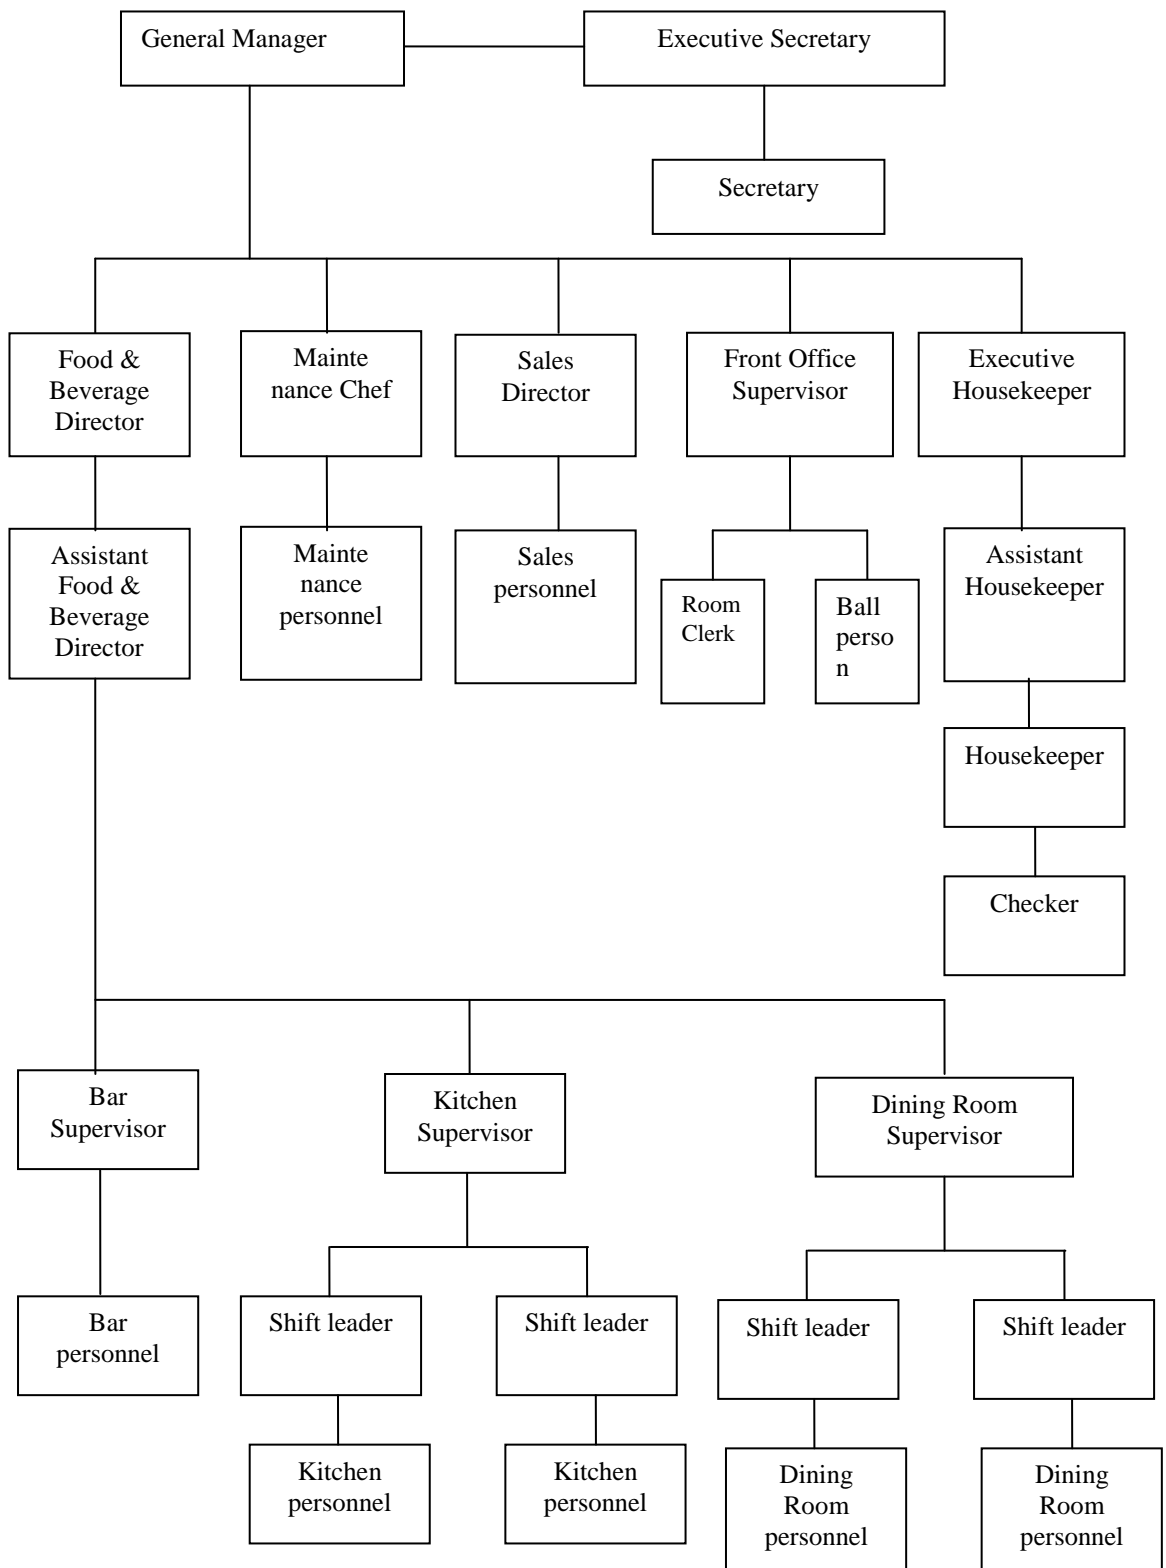 General Manager
Executive Secretary
Secretary
Food &
Beverage
Director
Mainte
nance Chef
Sales
Director
Front Office
Supervisor
Executive
Housekeeper
Assistant
Food &
Beverage
Director
Mainte
nance
personnel
Sales
personnel
Room
Clerk
Ball
perso
n
Assistant
Housekeeper
Housekeeper
Checker
Bar
Supervisor
Kitchen
Supervisor
Dining Room
Supervisor
Bar
personnel
Shift leader
Shift leader
Shift leader
Shift leader
Kitchen
personnel
Kitchen
personnel
Dining
Room
personnel
Dining
Room
personnel